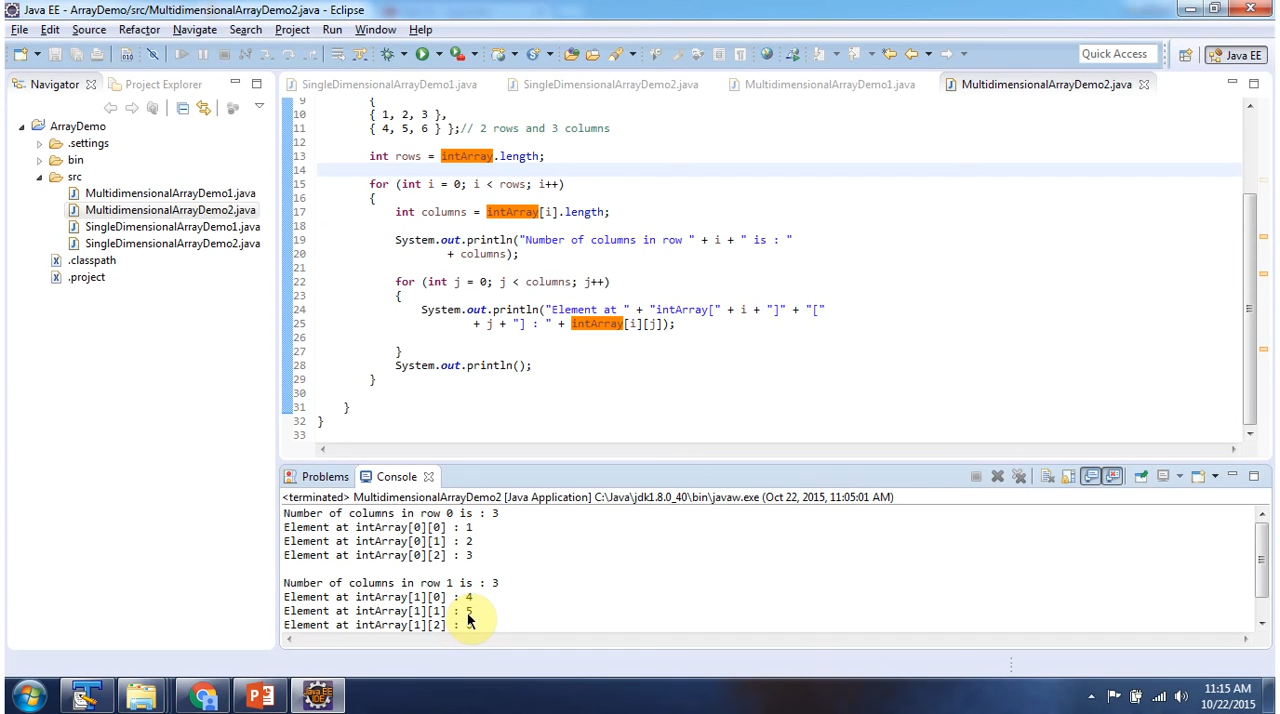 Java EE - ArrayDemo/src/MultidimensionalArrayDemo2.java - Eclipse
File Edit Source Refactor Navigate Search Project Run Window Help
Quick Access Java EE
Navigator Project Explorer
SingleDimensionalArrayDemo1.java SingleDimensionalArrayDemo2.java MultidimensionalArrayDemo1.java MultidimensionalArrayDemo2.java
ArrayDemo
.settings
bin
src
MultidimensionalArrayDemo1.java
MultidimensionalArrayDemo2.java
SingleDimensionalArrayDemo1.java
SingleDimensionalArrayDemo2.java
.classpath
.project
9 {
10 { 1, 2, 3 },
11 { 4, 5, 6 } };// 2 rows and 3 columns
12
13 int rows = intArray.length;
14
15 for (int i = 0; i < rows; i++)
16 {
17 int columns = intArray[i].length;
18
19 System.out.println("Number of columns in row " + i + " is : "
20 + columns);
21
22 for (int j = 0; j < columns; j++)
23 {
24 System.out.println("Element at " + "intArray[" + i + "]" + "["
25 + j + "] : " + intArray[i][j]);
26
27 }
28 System.out.println();
29 }
30
31 }
32 }
33
Problems Console
<terminated> MultidimensionalArrayDemo2 [Java Application] C:\Java\jdk1.8.0_40\bin\javaw.exe (Oct 22, 2015, 11:05:01 AM)
Number of columns in row 0 is : 3
Element at intArray[0][0] : 1
Element at intArray[0][1] : 2
Element at intArray[0][2] : 3
Number of columns in row 1 is : 3
Element at intArray[1][0] : 4
Element at intArray[1][1] : 5
Element at intArray[1][2] :
11:15 AM
10/22/2015